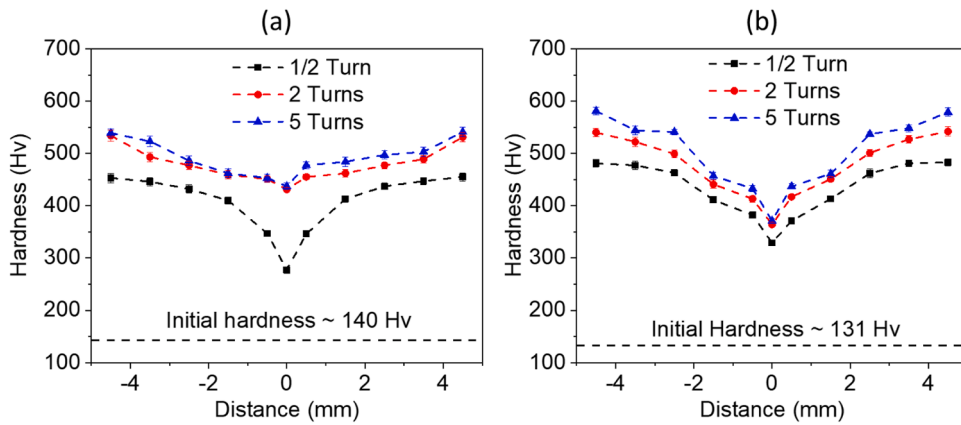 (a)
700
600
500
400
300
200
100
Hardness (Hv)
1/2 Turn
2 Turns
5 Turns
Initial hardness ~ 140 Hv
-4 -2 0 2 4
Distance (mm)
(b)
700
600
500
400
300
200
100
Hardness (Hv)
1/2 Turn
2 Turns
5 Turns
Initial Hardness ~ 131 Hv
-4 -2 0 2 4
Distance (mm)